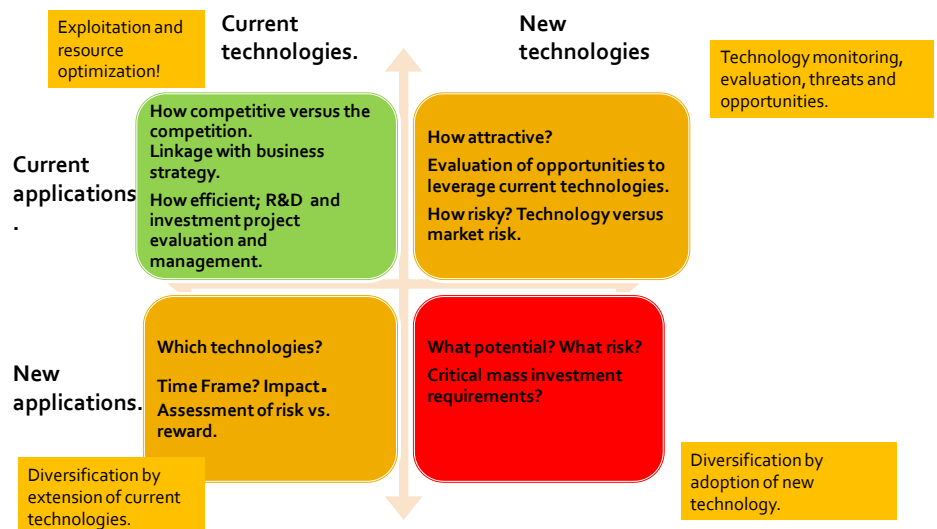 Exploitation and
resource
optimization!
Current
technologies.
New
technologies
Technology monitoring,
evaluation, threats and
opportunities.
Current
applications
.
How competitive versus the
competition.
Linkage with business
strategy.
How efficient; R&D and
investment project
evaluation and
management.
How attractive?
Evaluation of opportunities to
leverage current technologies.
How risky? Technology versus
market risk.
New
applications.
Which technologies?
Time Frame? Impact.
Assessment of risk vs.
reward.
What potential? What risk?
Critical mass investment
requirements?
Diversification by
extension of current
technologies.
Diversification by
adoption of new
technology.